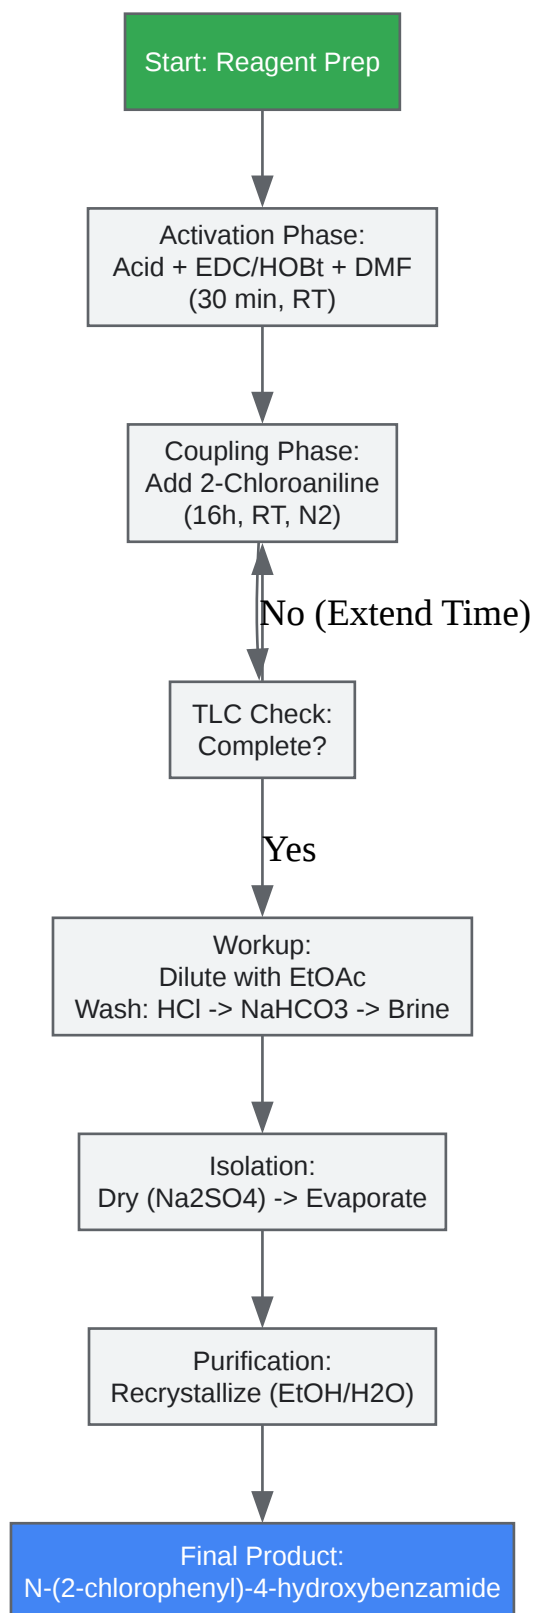 Start: Reagent Prep
Activation Phase:
Acid + EDC/HOBt + DMF
(30 min, RT)
Coupling Phase:
Add 2-Chloroaniline
(16h, RT, N2)
No (Extend Time)
TLC Check:
Complete?
Yes
Workup:
Dilute with EtOAc
Wash: HCl -> NaHCO3 -> Brine
Isolation:
Dry (Na2SO4) -> Evaporate
Purification:
Recrystallize (EtOH/H2O)
Final Product:
N-(2-chlorophenyl)-4-hydroxybenzamide